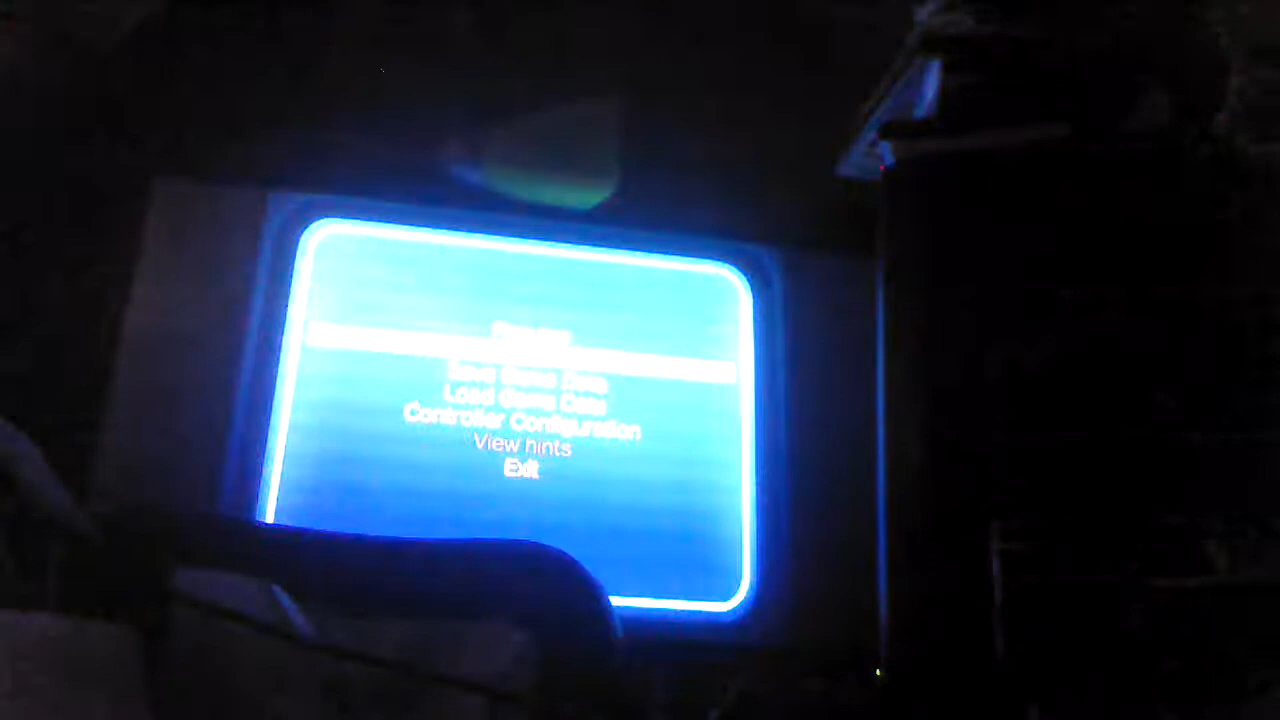 Save Game Data
Load Game Data
Controller Configuration
View hints
Exit